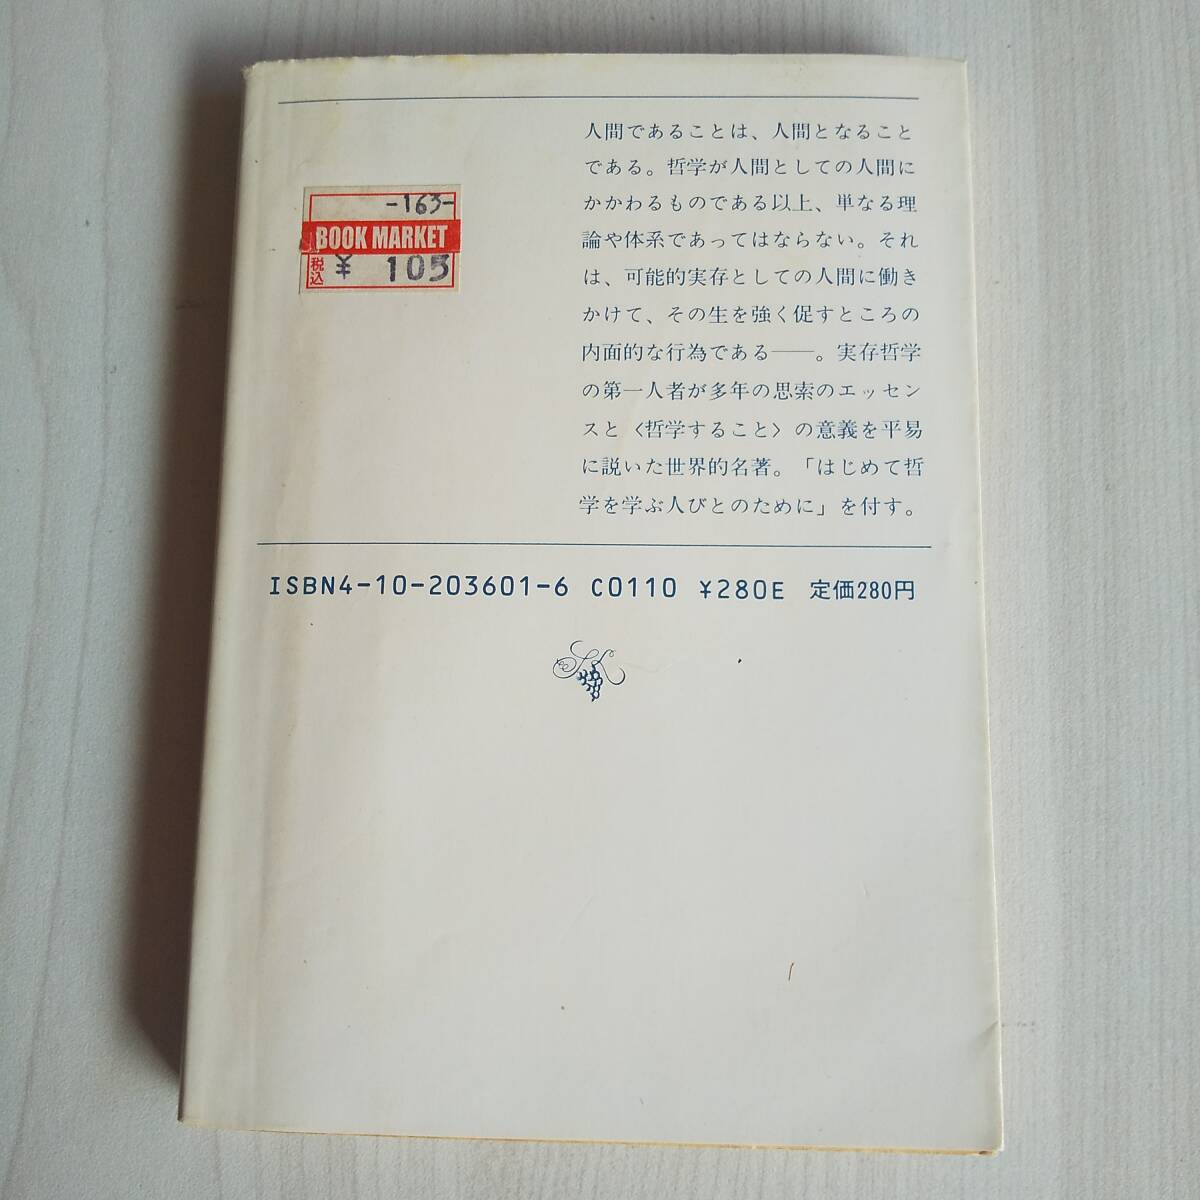 人間であることは、人間となること
である。哲学が人間としての人間に
かかわるものである以上、単なる理
論や体系であってはならない。それ
は、可能的実存としての人間に働き
かけて、その生を強く促すところの
内面的な行為である――。実存哲学
の第一人者が多年の思索のエッセン
スと〈哲学すること〉の意義を平易
に説いた世界的名著。「はじめて哲
学を学ぶ人びとのために」を付す。
-163-
BOOK MARKET
税込 ¥ 105
ISBN4-10-203601-6 C0110 ¥280E 定価280円
SK